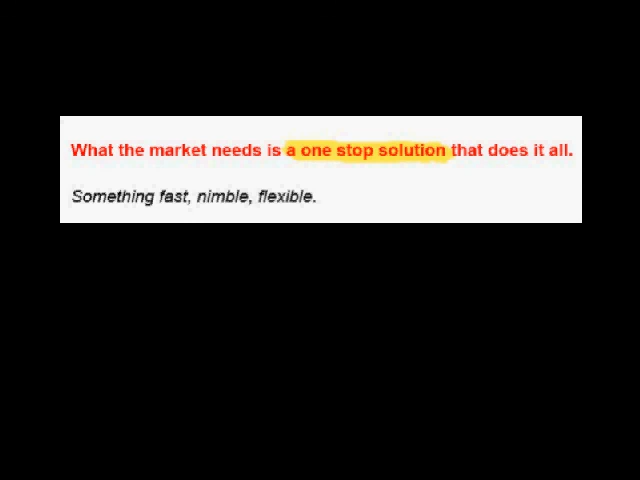 What the market needs is a one stop solution that does it all.
Something fast, nimble, flexible.